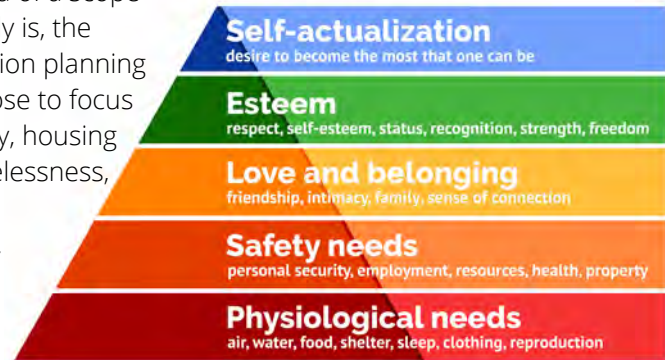 d of a scope
y is, the
ion planning
ose to focus
y, housing
elessness,
Self-actualization
desire to become the most that one can be
Esteem
respect, self-esteem, status, recognition, strength, freedom
Love and belonging
friendship, intimacy, family, sense of connection
Safety needs
personal security, employment, resources, health, property
Physiological needs
air, water, food, shelter, sleep, clothing, reproduction